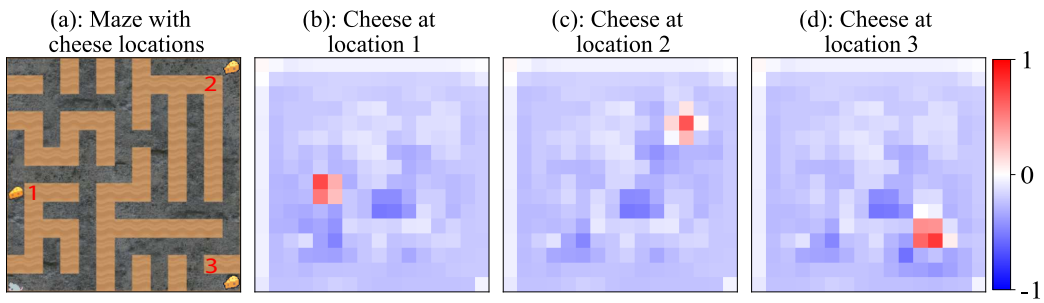 (a): Maze with
cheese locations
(b): Cheese at
location 1
(c): Cheese at
location 2
(d): Cheese at
location 3
2
1
3
1
0
-1